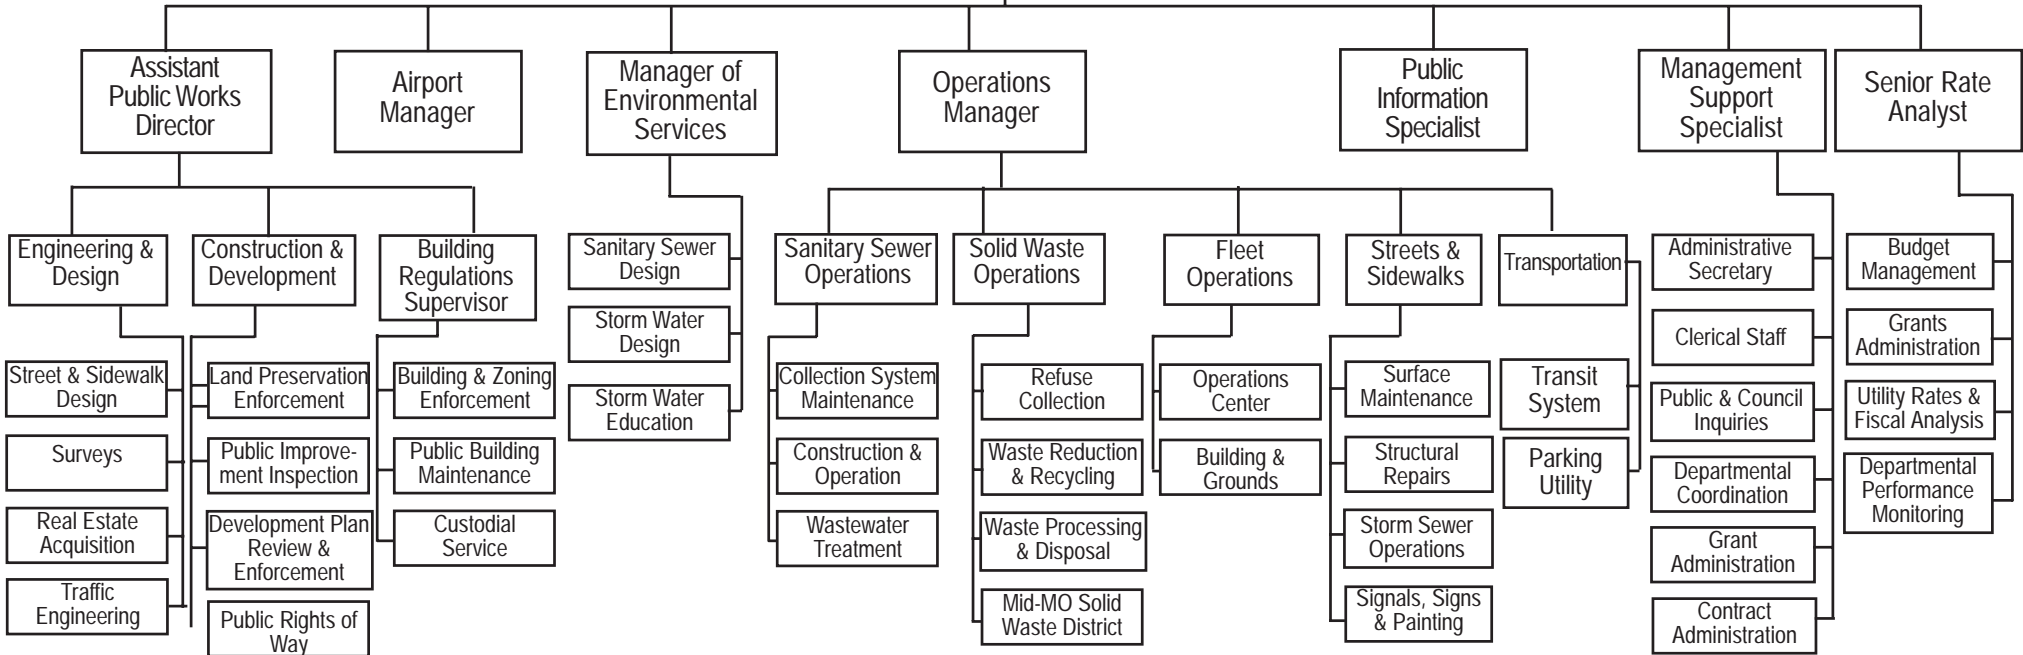 Assistant
Public Works
Director
Airport
Manager
Manager of
Environmental
Services
Operations
Manager
Public
Information
Specialist
Management
Support
Specialist
Senior Rate
Analyst
Engineering &
Design
Construction &
Development
Building
Regulations
Supervisor
Sanitary Sewer
Design
Storm Water
Design
Storm Water
Education
Sanitary Sewer
Operations
Solid Waste
Operations
Fleet
Operations
Streets &
Sidewalks
Transportation
Administrative
Secretary
Clerical Staff
Public & Council
Inquiries
Departmental
Coordination
Grant
Administration
Contract
Administration
Budget
Management
Grants
Administration
Utility Rates &
Fiscal Analysis
Departmental
Performance
Monitoring
Street & Sidewalk
Design
Surveys
Real Estate
Acquisition
Traffic
Engineering
Land Preservation
Enforcement
Public Improve-
ment Inspection
Development Plan
Review &
Enforcement
Public Rights of
Way
Building & Zoning
Enforcement
Public Building
Maintenance
Custodial
Service
Collection System
Maintenance
Construction &
Operation
Wastewater
Treatment
Refuse
Collection
Waste Reduction
& Recycling
Waste Processing
& Disposal
Mid-MO Solid
Waste District
Operations
Center
Building &
Grounds
Surface
Maintenance
Structural
Repairs
Storm Sewer
Operations
Signals, Signs
& Painting
Transit
System
Parking
Utility